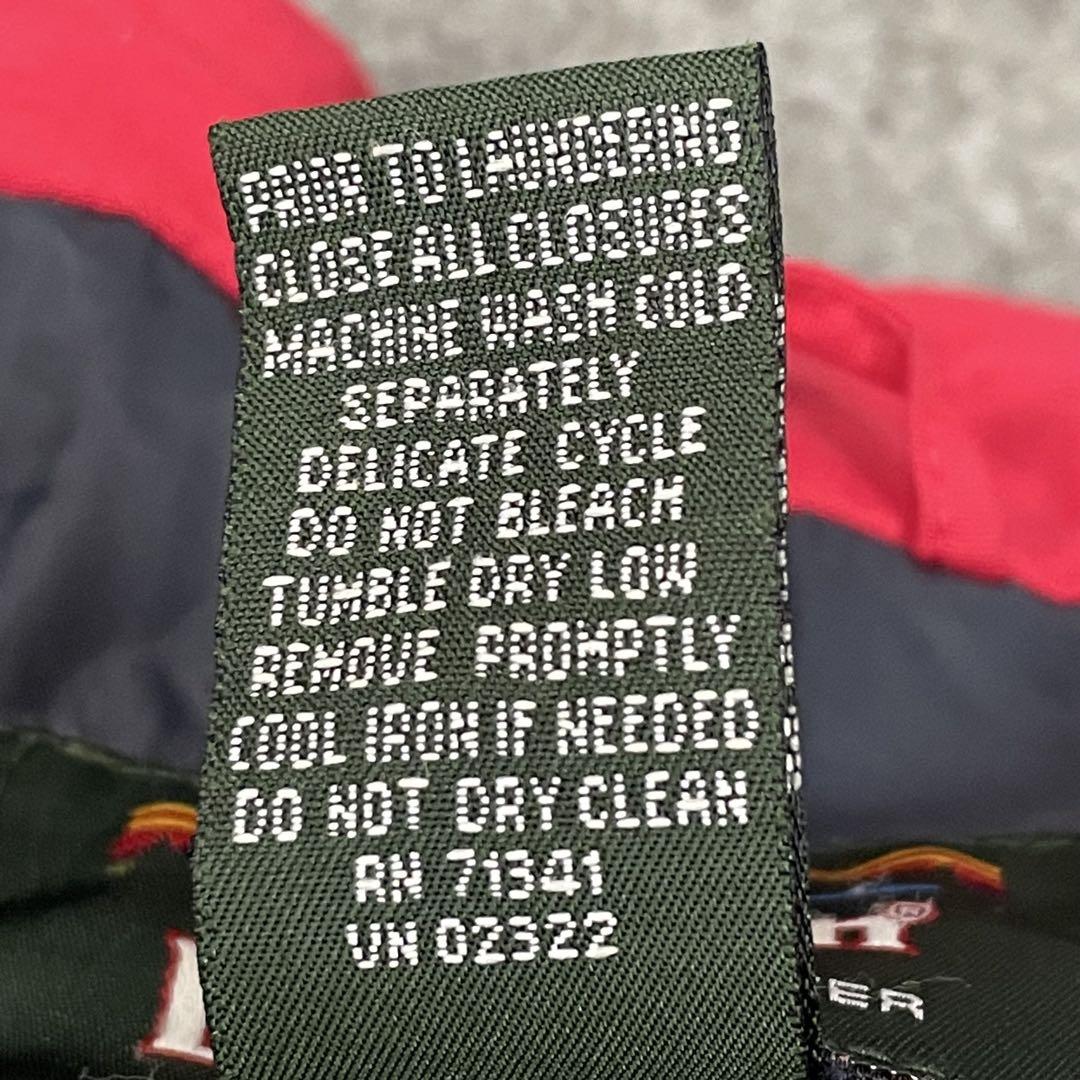 PRIOR TO LAUNDERING
CLOSE ALL CLOSURES
MACHINE WASH COLD
SEPARATELY
DELICATE CYCLE
DO NOT BLEACH
TUMBLE DRY LOW
REMOVE PROMPTLY
COOL IRON IF NEEDED
DO NOT DRY CLEAN
RN 71341
VN 02322